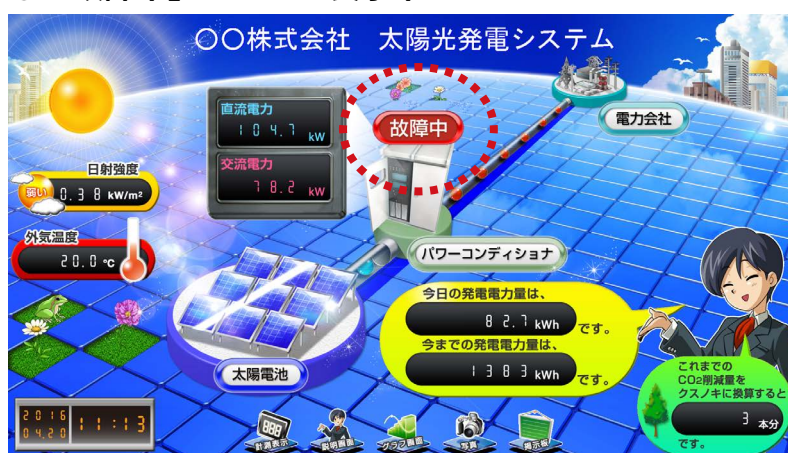 〇〇株式会社　太陽光発電システム
直流電力
104.7 kW
交流電力
78.2 kW
故障中
電力会社
日射強度
弱い 0.38 kW/m²
外気温度
20.0 ℃
パワーコンディショナ
今日の発電電力量は、
82.7 kWh です。
今までの発電電力量は、
1383 kWh です。
太陽電池
これまでの
CO2削減量を
クスノキに換算すると
3 本分
です。
2016
04.20
11:13
計測表示
説明画面
グラフ画面
写真
掲示板